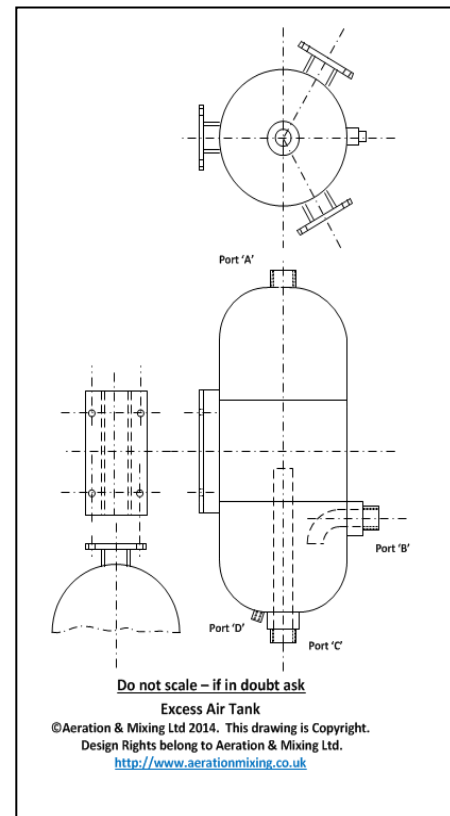 Port 'A'
Port 'B'
Port 'D'
Port 'C'
Do not scale – if in doubt ask
Excess Air Tank
©Aeration & Mixing Ltd 2014.  This drawing is Copyright.
Design Rights belong to Aeration & Mixing Ltd.
http://www.aerationmixing.co.uk